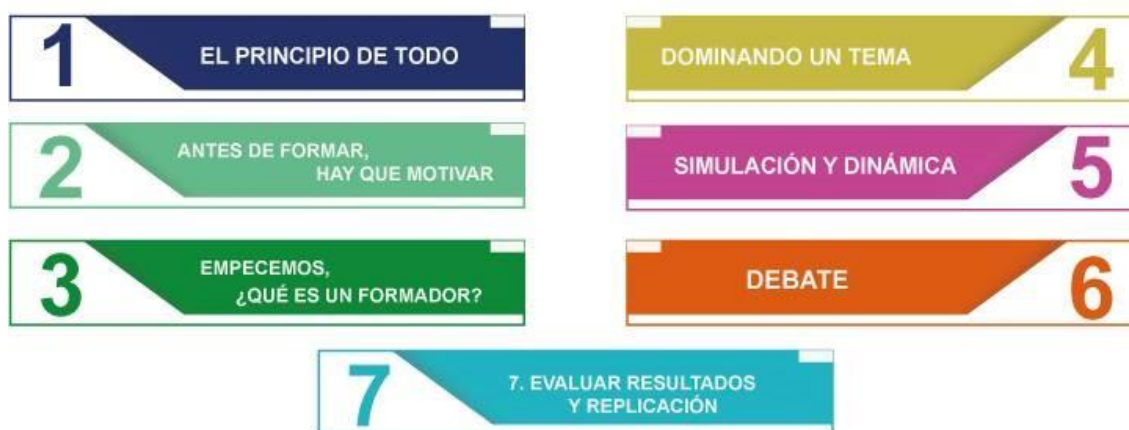 1
EL PRINCIPIO DE TODO
2
ANTES DE FORMAR,
HAY QUE MOTIVAR
3
EMPECEMOS,
¿QUÉ ES UN FORMADOR?
DOMINANDO UN TEMA
4
SIMULACIÓN Y DINÁMICA
5
DEBATE
6
7
7. EVALUAR RESULTADOS
Y REPLICACIÓN